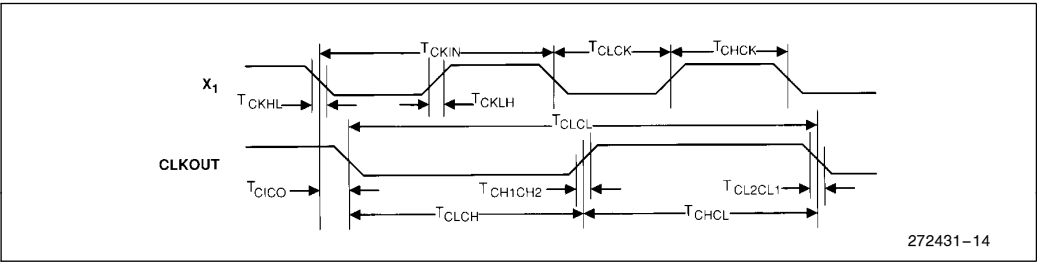 TCKIN
TCLCK
TCHCK
X1
TCKHL
TCKLH
TCLCL
CLKOUT
TCICO
TCH1CH2
TCL2CL1
TCLCH
TCHCL
272431–14